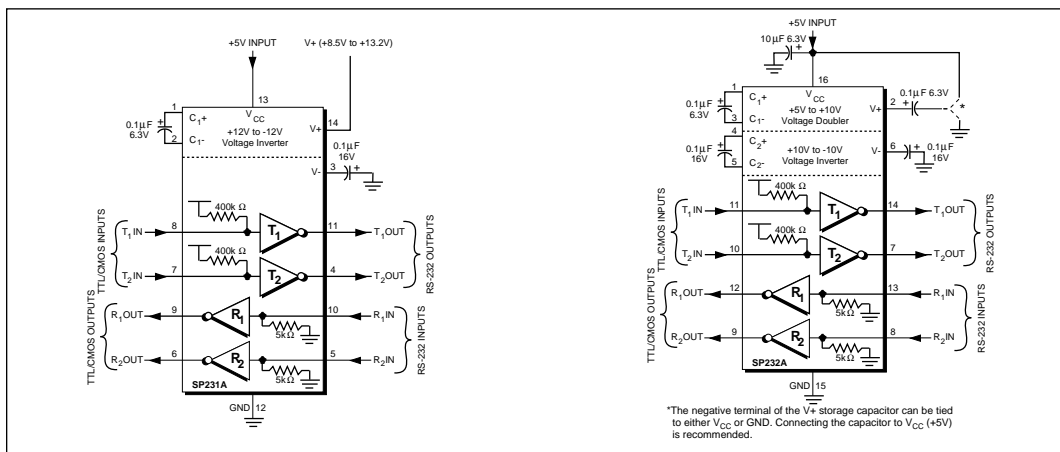 +5V INPUT
V+ (+8.5V to +13.2V)
13
VCC
1
0.1µF
6.3V
+
2
C1+
C1-
+12V to -12V
Voltage Inverter
V+
14
V-
3
0.1µF
16V
+
400k Ω
T1IN
8
T1
11
T1OUT
400k Ω
T2IN
7
T2
4
T2OUT
TTL/CMOS INPUTS
RS-232 OUTPUTS
R1OUT
9
R1
10
R1IN
5kΩ
R2OUT
6
R2
5
R2IN
5kΩ
TTL/CMOS OUTPUTS
RS-232 INPUTS
SP231A
GND
12
+5V INPUT
10µF 6.3V
+
16
VCC
1
0.1µF
6.3V
+
3
C1+
C1-
+5V to +10V
Voltage Doubler
V+
2
0.1µF 6.3V
+
*
4
0.1µF
16V
+
5
C2+
C2-
+10V to -10V
Voltage Inverter
V-
6
0.1µF
16V
+
400k Ω
T1IN
11
T1
14
T1OUT
400k Ω
T2IN
10
T2
7
T2OUT
TTL/CMOS INPUTS
RS-232 OUTPUTS
R1OUT
12
R1
13
R1IN
5kΩ
R2OUT
9
R2
8
R2IN
5kΩ
TTL/CMOS OUTPUTS
RS-232 INPUTS
SP232A
GND
15
*The negative terminal of the V+ storage capacitor can be tied
to either VCC or GND. Connecting the capacitor to VCC (+5V)
is recommended.